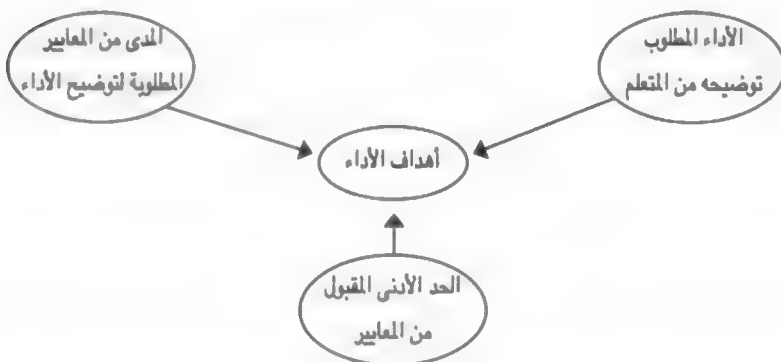 الأداء المطلوب
توضيحه من المتعلم
المدى من المعايير
المطلوبة لتوضيح الأداء
أهداف الأداء
الحد الأدنى المقبول
من المعايير